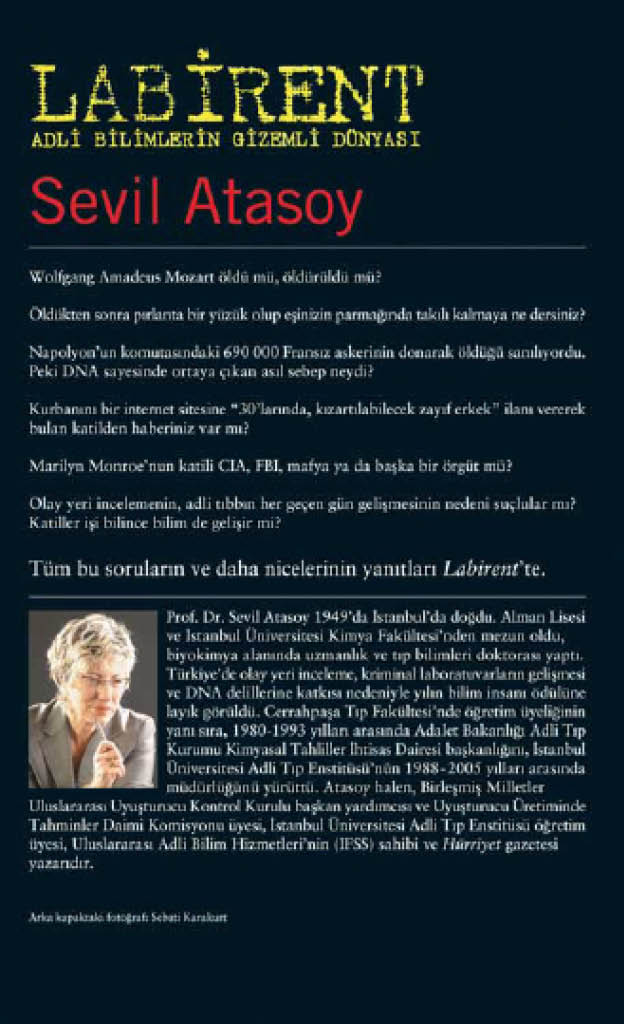 LABİRENT
ADLİ BİLİMLERİN GİZEMLİ DÜNYASI
Sevil Atasoy
Wolfgang Amadeus Mozart öldü mü, öldürüldü mü?
Öldükten sonra pırlanta bir yüzük olup eşinizin parmağında takılı kalmaya ne dersiniz?
Napolyon'un komutasındaki 690 000 Fransız askerinin donarak öldüğü sanılıyordu.
Peki DNA sayesinde ortaya çıkan asıl sebep neydi?
Kurbanını bir internet sitesine "30'larında, kızartılabilecek zayıf erkek" ilanı vererek
bulan katilden haberiniz var mı?
Marilyn Monroe'nun katili CIA, FBI, mafya ya da başka bir örgüt mü?
Olay yeri incelemenin, adli tıbbın her geçen gün gelişmesinin nedeni suçlular mı?
Katiller işi bilince bilim de gelişir mi?
Tüm bu soruların ve daha nicelerinin yanıtları Labirent'te.
Prof. Dr. Sevil Atasoy 1949'da İstanbul'da doğdu. Alman Lisesi
ve İstanbul Üniversitesi Kimya Fakültesi'nden mezun oldu,
biyokimya alanında uzmanlık ve tıp bilimleri doktorası yaptı.
Türkiye'de olay yeri inceleme, kriminal laboratuvarların gelişmesi
ve DNA delillerine katkısı nedeniyle yılın bilim insanı ödülüne
layık görüldü. Cerrahpaşa Tıp Fakültesi'nde öğretim üyeliğinin
yanı sıra, 1980-1993 yılları arasında Adalet Bakanlığı Adli Tıp
Kurumu Kimyasal Tahliller İhtisas Dairesi başkanlığını, İstanbul
Üniversitesi Adli Tıp Enstitüsü'nün 1988-2005 yılları arasında
müdürlüğünü yürüttü. Atasoy halen, Birleşmiş Milletler
Uluslararası Uyuşturucu Kontrol Kurulu başkan yardımcısı ve Uyuşturucu Üretiminde
Tahminler Daimi Komisyonu üyesi, İstanbul Üniversitesi Adli Tıp Enstitüsü öğretim
üyesi, Uluslararası Adli Bilim Hizmetleri'nin (IFSS) sahibi ve Hürriyet gazetesi
yazarıdır.
Arka kapaktaki fotoğraf: Sebati Karakurt